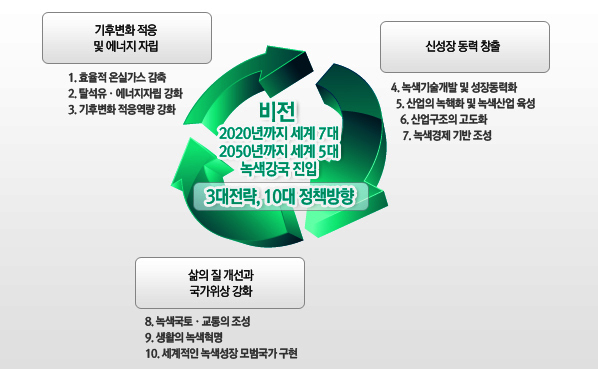 기후변화 적응
및 에너지 자립
1. 효율적 온실가스 감축
2. 탈석유 · 에너지자립 강화
3. 기후변화 적응역량 강화
신성장 동력 창출
4. 녹색기술개발 및 성장동력화
5. 산업의 녹화화 및 녹색산업 육성
6. 산업구조의 고도화
7. 녹색경제 기반 조성
비전
2020년까지 세계 7대
2050년까지 세계 5대
녹색강국 진입
3대전략, 10대 정책방향
삶의 질 개선과
국가위상 강화
8. 녹색국토 · 교통의 조성
9. 생활의 녹색혁명
10. 세계적인 녹색성장 모범국가 구현